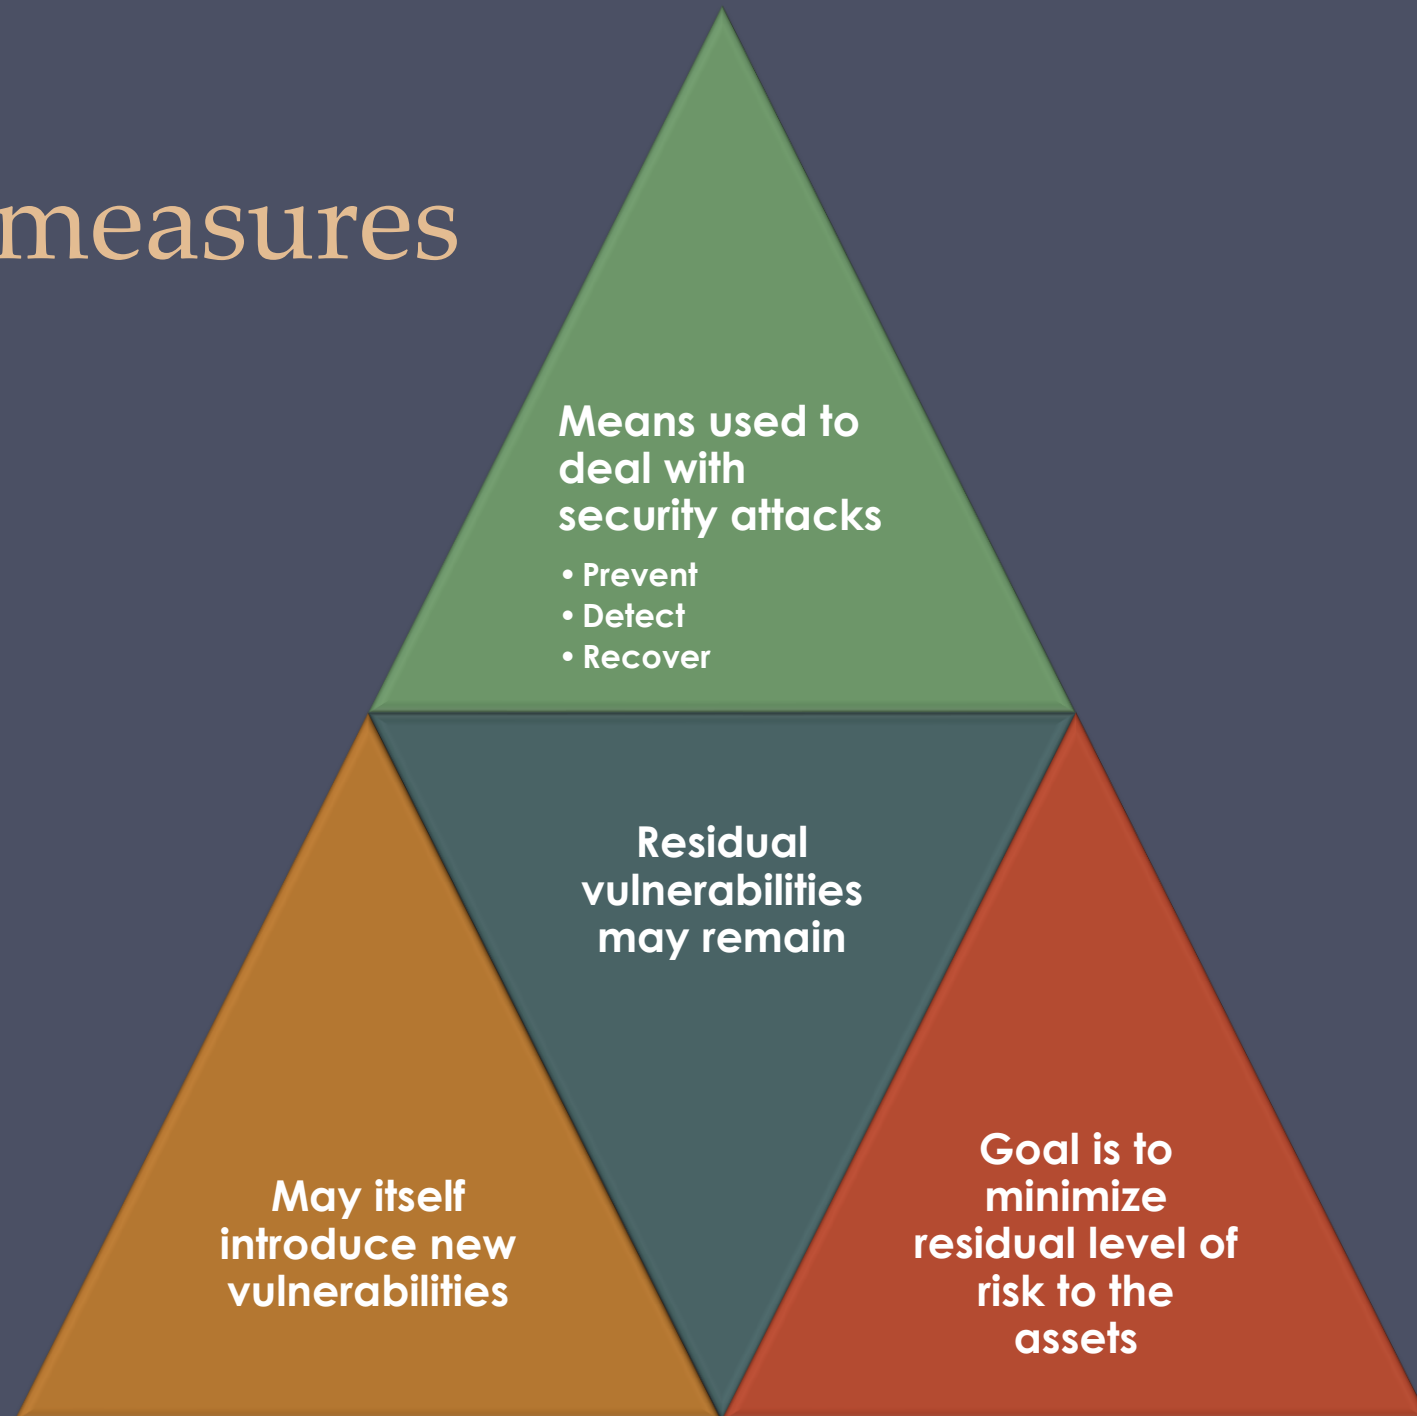 measures
Means used to
deal with
security attacks
• Prevent
• Detect
• Recover
Residual
vulnerabilities
may remain
May itself
introduce new
vulnerabilities
Goal is to
minimize
residual level of
risk to the
assets